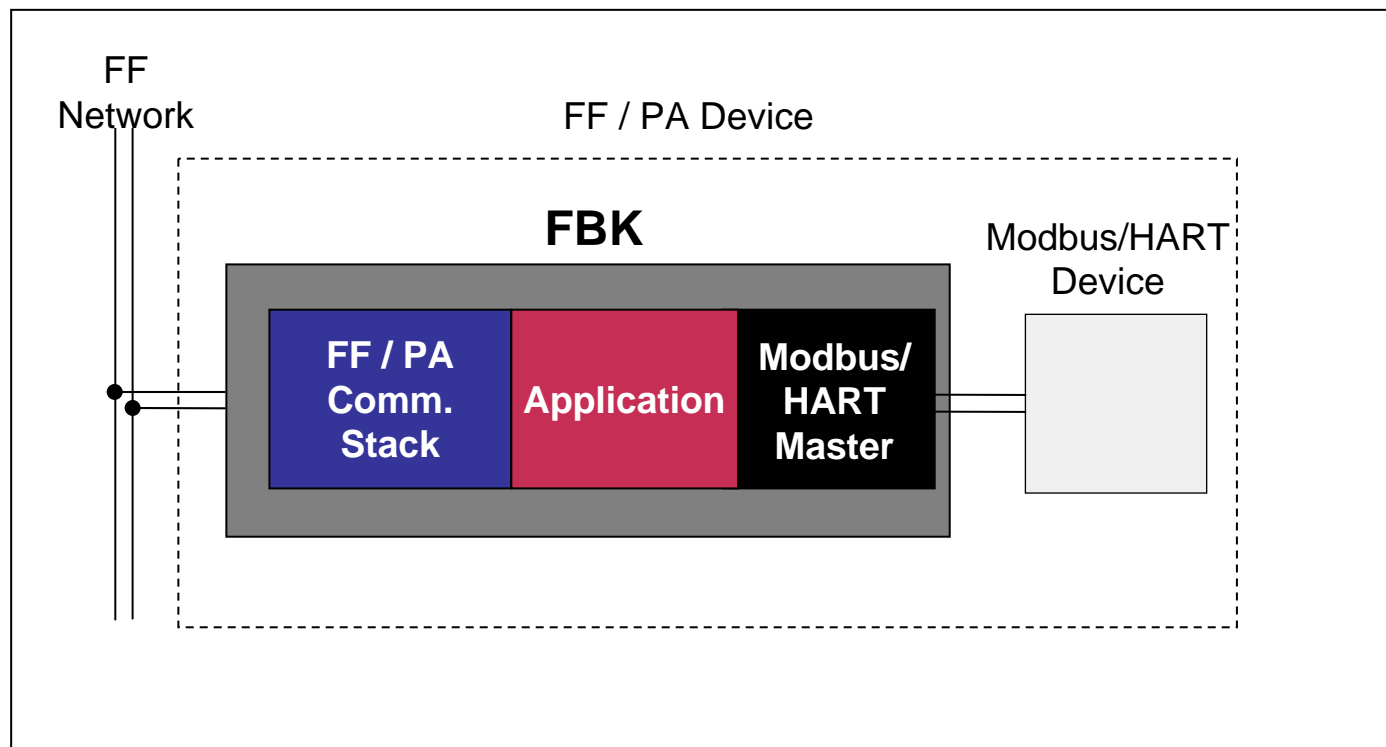 FF
Network
FF / PA Device
FBK
Modbus/HART
Device
FF / PA
Comm.
Stack
Application
Modbus/
HART
Master